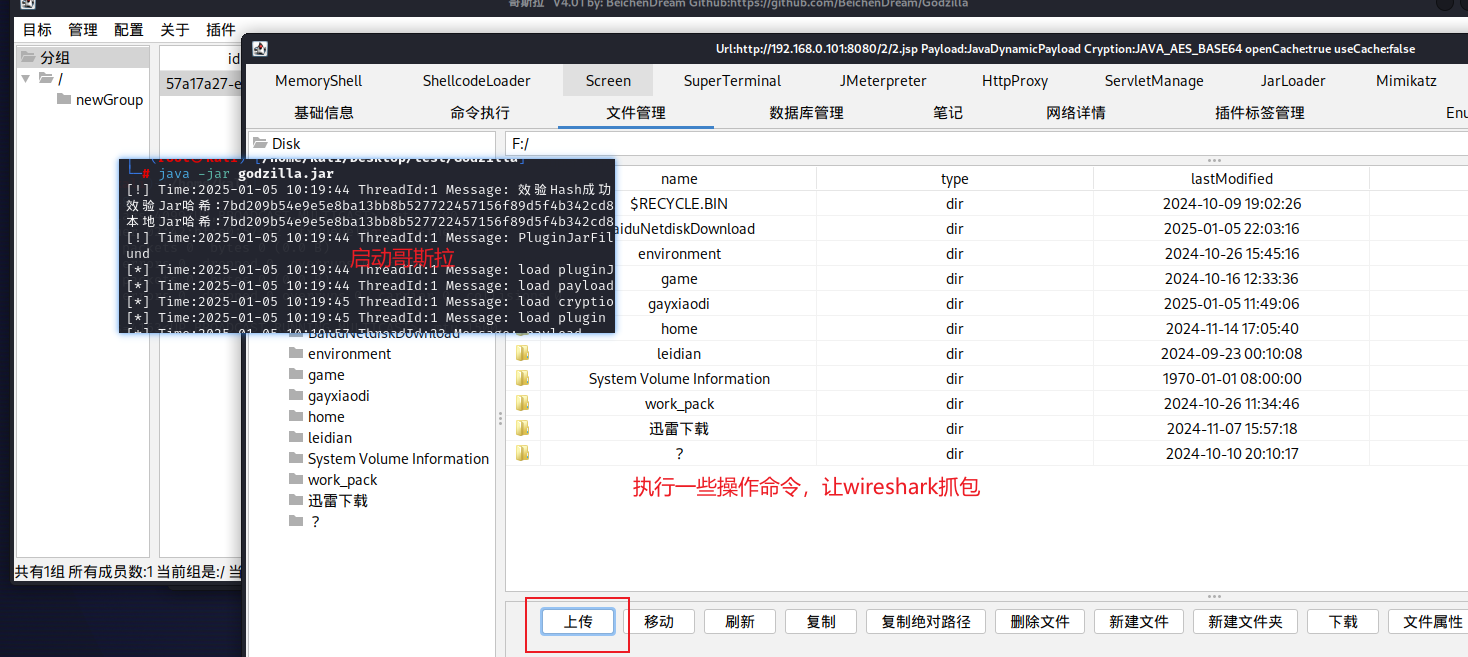 哥斯拉 V4.01 by: BeichenDream Github:https://github.com/BeichenDream/Godzilla
目标 管理 配置 关于 插件
分组
/
newGroup
id
57a17a27-e
共有1组 所有成员数:1 当前组是:/ 当
Url:http://192.168.0.101:8080/2/2.jsp Payload:JavaDynamicPayload Cryption:JAVA_AES_BASE64 openCache:true useCache:false
MemoryShell ShellcodeLoader Screen SuperTerminal JMeterpreter HttpProxy ServletManage JarLoader Mimikatz
基础信息 命令执行 文件管理 数据库管理 笔记 网络详情 插件标签管理 Enu
Disk
F:/
[/home/kali/Desktop/test/Godzilla]
└─# java -jar godzilla.jar
[!] Time:2025-01-05 10:19:44 ThreadId:1 Message: 效验Hash成功
效验Jar哈希:7bd209b54e9e5e8ba13bb8b527722457156f89d5f4b342cd8
本地Jar哈希:7bd209b54e9e5e8ba13bb8b527722457156f89d5f4b342cd8
[!] Time:2025-01-05 10:19:44 ThreadId:1 Message: PluginJarFil
und
启动哥斯拉
[*] Time:2025-01-05 10:19:44 ThreadId:1 Message: load pluginJ
[*] Time:2025-01-05 10:19:44 ThreadId:1 Message: load payload
[*] Time:2025-01-05 10:19:45 ThreadId:1 Message: load cryptio
[*] Time:2025-01-05 10:19:45 ThreadId:1 Message: load plugin
[*] Time:2025-01-05 10:19:57 ThreadId:22 Message: payload
BaiduNetdiskDownload
environment
game
gayxiaodi
home
leidian
System Volume Information
work_pack
迅雷下载
?
name type lastModified
$RECYCLE.BIN dir 2024-10-09 19:02:26
aiduNetdiskDownload dir 2025-01-05 22:03:16
environment dir 2024-10-26 15:45:16
game dir 2024-10-16 12:33:36
gayxiaodi dir 2025-01-05 11:49:06
home dir 2024-11-14 17:05:40
leidian dir 2024-09-23 00:10:08
System Volume Information dir 1970-01-01 08:00:00
work_pack dir 2024-10-26 11:34:46
迅雷下载 dir 2024-11-07 15:57:18
? dir 2024-10-10 20:10:17
执行一些操作命令，让wireshark抓包
上传 移动 刷新 复制 复制绝对路径 删除文件 新建文件 新建文件夹 下载 文件属性